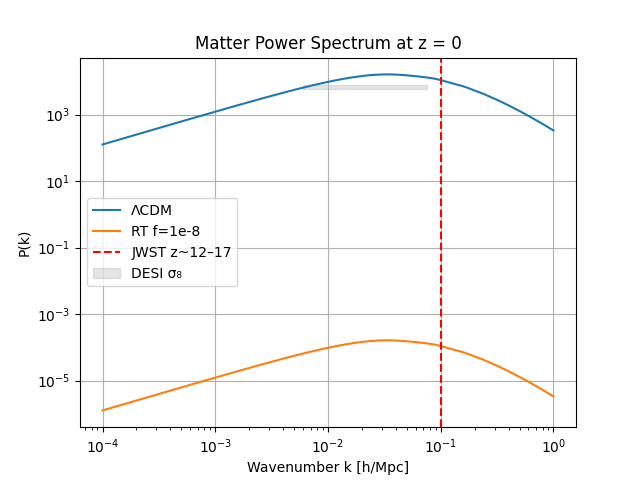 Matter Power Spectrum at z = 0
P(k)
10³
10¹
10⁻¹
10⁻³
10⁻⁵
ΛCDM
RT f=1e-8
JWST z~12–17
DESI σ₈
10⁻⁴ 10⁻³ 10⁻² 10⁻¹ 10⁰
Wavenumber k [h/Mpc]